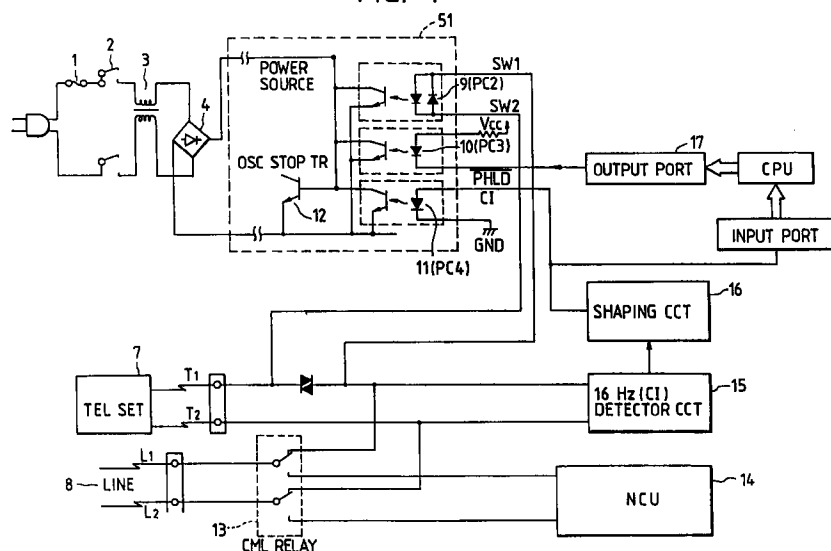 51
1
2
3
4
POWER
SOURCE
SW1
9(PC2)
SW2
Vcc
10(PC3)
17
OUTPUT PORT
CPU
OSC STOP TR
PHLD
CI
12
INPUT PORT
GND
11(PC4)
16
SHAPING CCT
7
T1
TEL SET
T2
16 Hz (CI)
DETECTOR CCT
15
L1
8
LINE
L2
13
CML RELAY
NCU
14